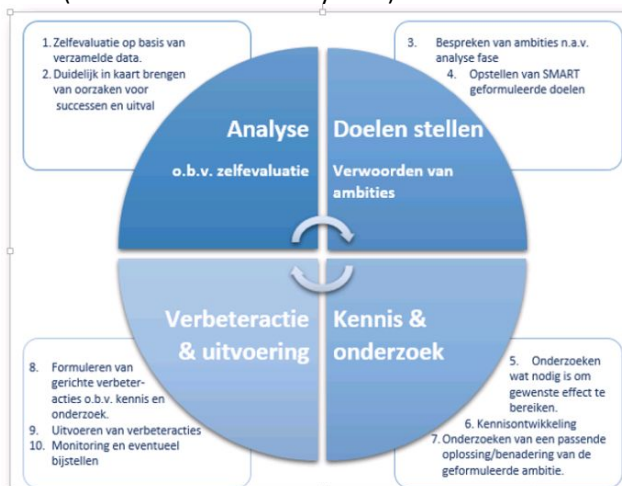 1. Zelfevaluatie op basis van
verzamelde data.
2. Duidelijk in kaart brengen
van oorzaken voor
successen en uitval
3. Bespreken van ambities n.a.v.
analyse fase
4. Opstellen van SMART
geformuleerde doelen
Analyse
o.b.v. zelfevaluatie
Doelen stellen
Verwoorden van
ambities
Verbeteractie
& uitvoering
Kennis &
onderzoek
8. Formuleren van
gerichte verbeter-
acties o.b.v. kennis en
onderzoek.
9. Uitvoeren van verbeteracties
10. Monitoring en eventueel
bijstellen
5. Onderzoeken
wat nodig is om
gewenste effect te
bereiken.
6. Kennisontwikkeling
7. Onderzoeken van een passende
oplossing/benadering van de
geformuleerde ambitie.